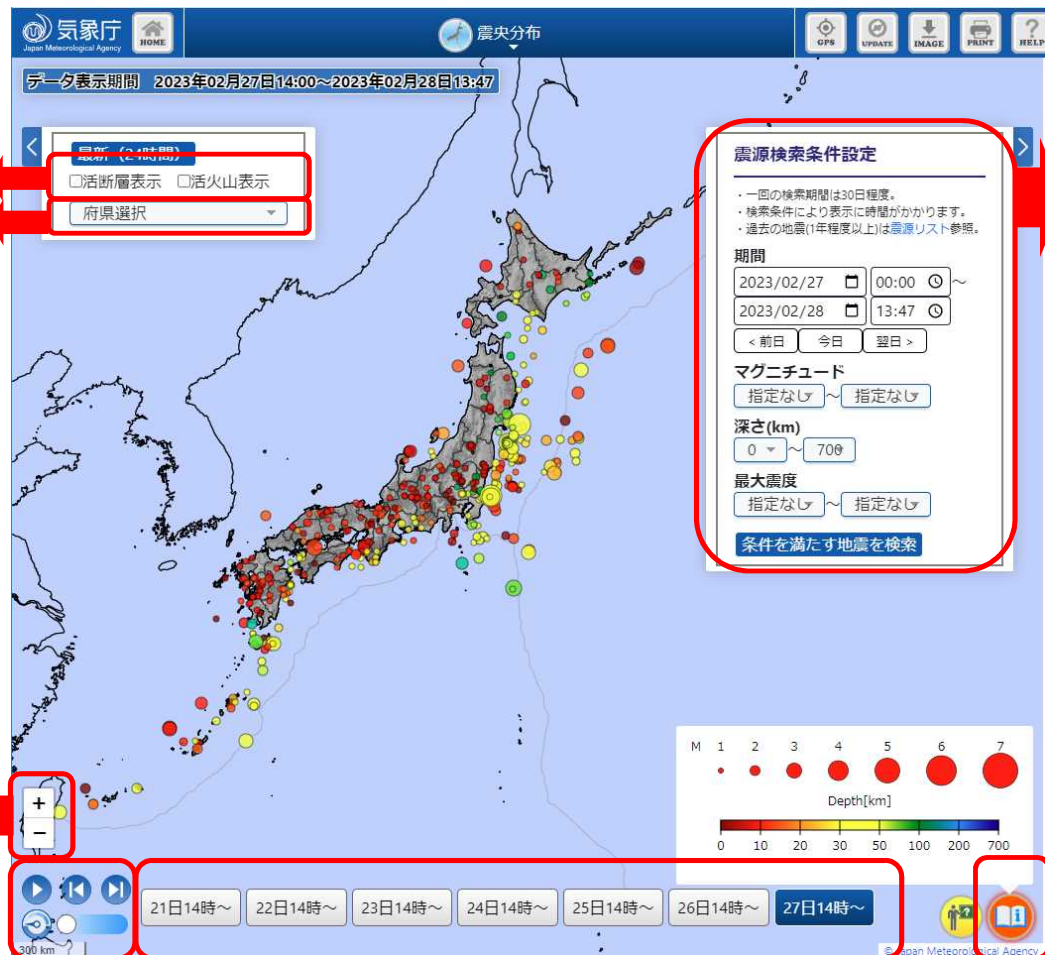 気象庁
Japan Meteorological Agency
HOME
震央分布
GPS
UPDATE
IMAGE
PRINT
HELP
データ表示期間 2023年02月27日14:00～2023年02月28日13:47
最新（24時間）
活断層表示 活火山表示
府県選択
震源検索条件設定
・一回の検索期間は30日程度。
・検索条件により表示に時間がかかります。
・過去の地震(1年程度以上)は震源リスト参照。
期間
2023/02/27 00:00 ～
2023/02/28 13:47
＜前日 今日 翌日＞
マグニチュード
指定なし ～ 指定なし
深さ(km)
0 ～ 700
最大震度
指定なし ～ 指定なし
条件を満たす地震を検索
M 1 2 3 4 5 6 7
Depth[km]
0 10 20 30 50 100 200 700
+
−
21日14時～ 22日14時～ 23日14時～ 24日14時～ 25日14時～ 26日14時～ 27日14時～
300 km
© Japan Meteorological Agency